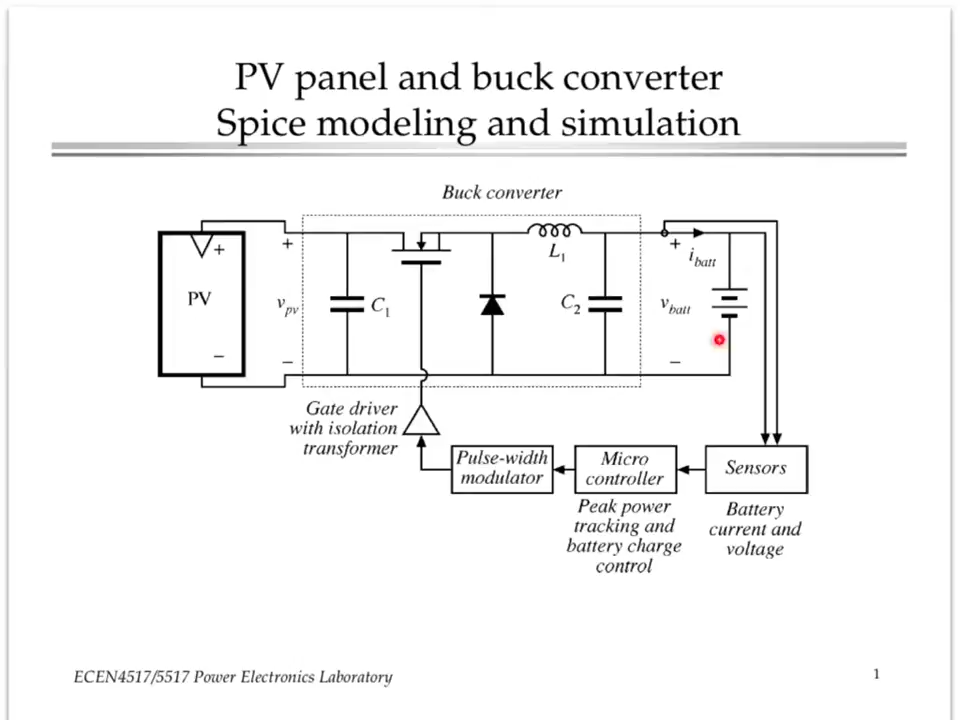 PV panel and buck converter
Spice modeling and simulation
Buck converter
+
PV
−
+
v_pv
−
C₁
L₁
C₂
+
i_batt
v_batt
−
Gate driver
with isolation
transformer
Pulse-width
modulator
Micro
controller
Sensors
Peak power
tracking and
battery charge
control
Battery
current and
voltage
ECEN4517/5517 Power Electronics Laboratory
1